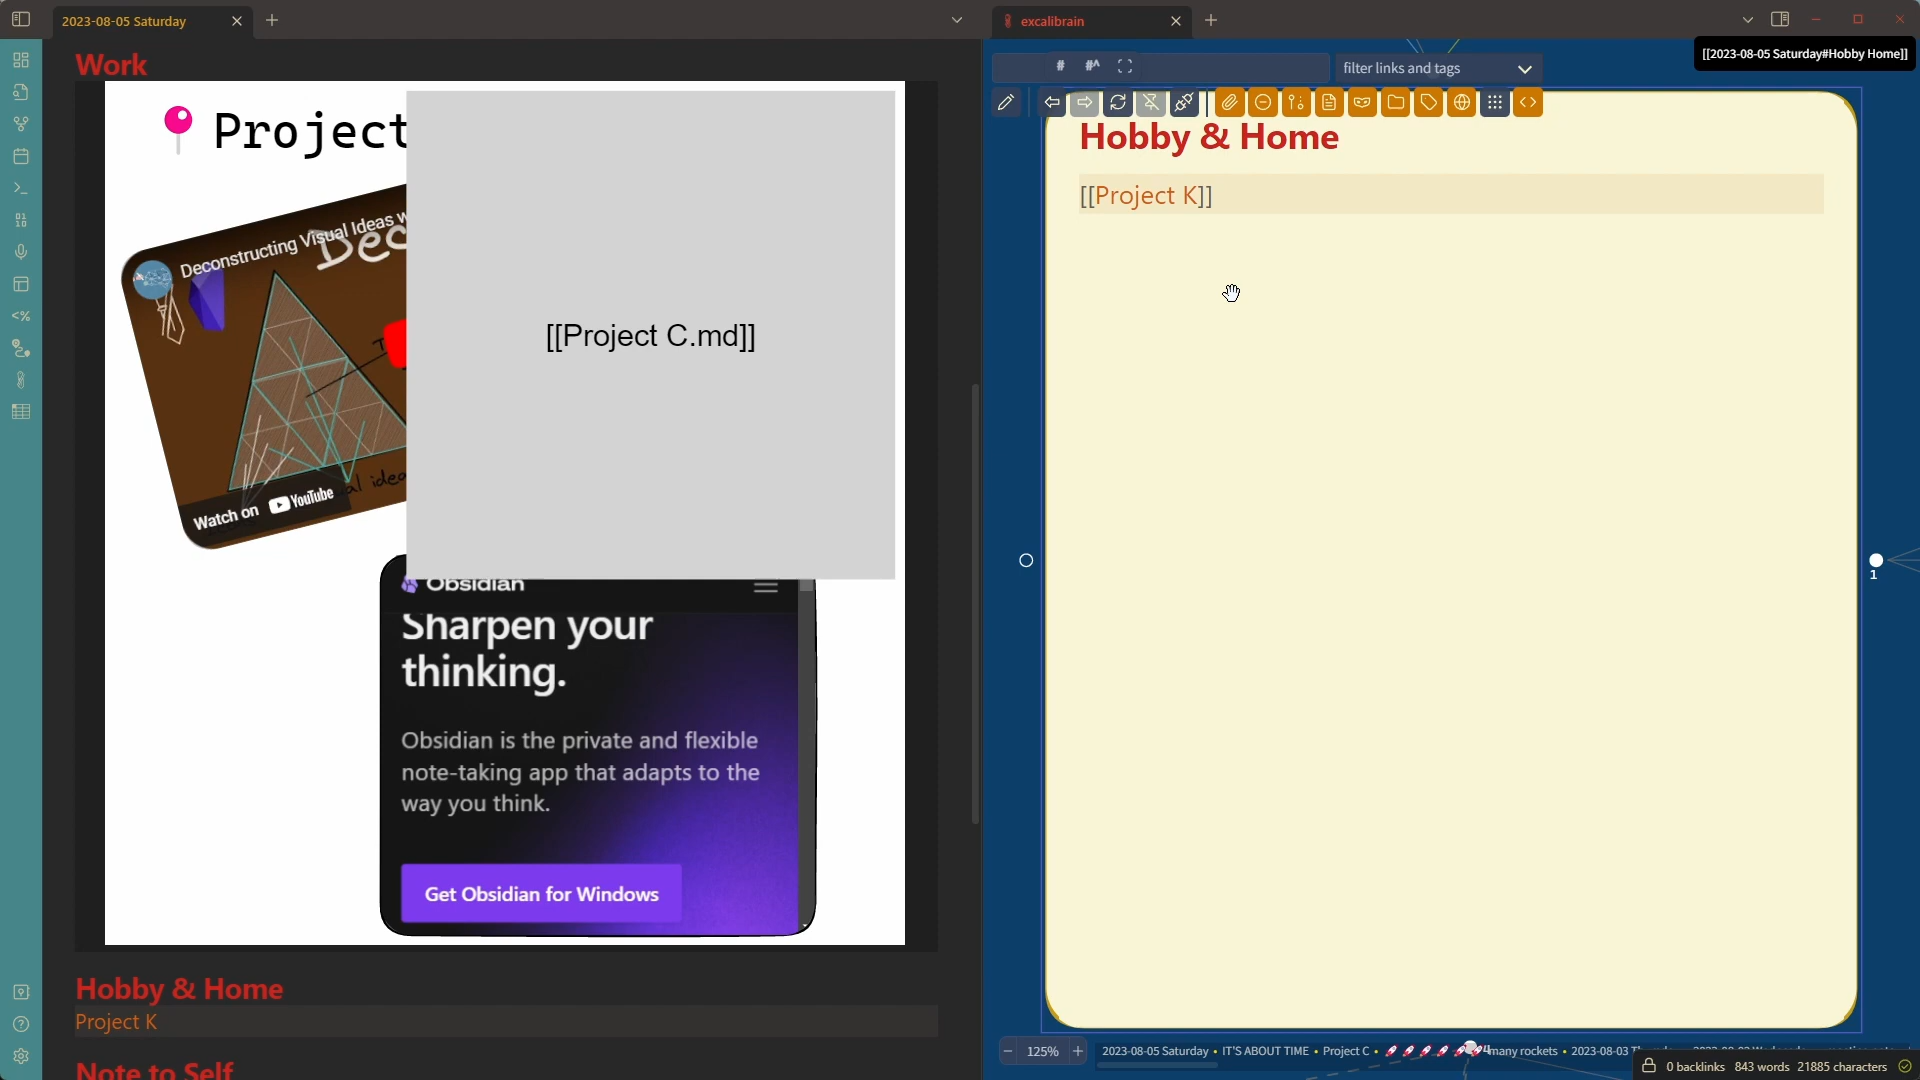 2023-08-05 Saturday
excalibrain
[[2023-08-05 Saturday#Hobby Home]]
filter links and tags
Work
Project
Deconstructing Visual Ideas w
Dec
al idea
Watch on YouTube
[[Project C.md]]
Obsidian
Sharpen your
thinking.
Obsidian is the private and flexible
note-taking app that adapts to the
way you think.
Get Obsidian for Windows
Hobby & Home
Project K
Note to Self
Hobby & Home
[[Project K]]
1
125%
2023-08-05 Saturday • IT'S ABOUT TIME • Project C • many rockets • 2023-08-03
0 backlinks 843 words 21885 characters